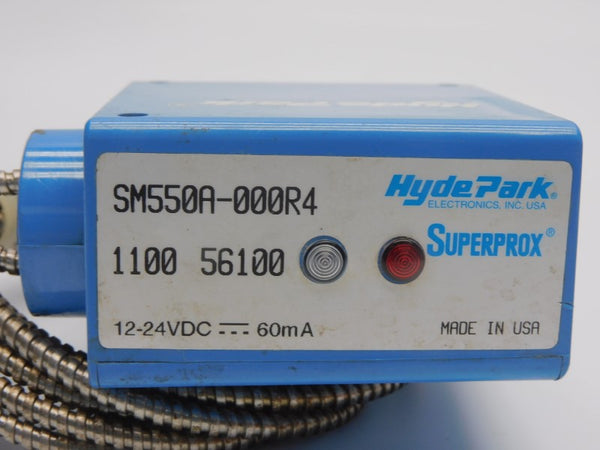 SM550A-000R4
HydePark®
ELECTRONICS, INC. USA
1100 56100
SUPERPROX®
12-24VDC ⎓ 60mA
MADE IN USA